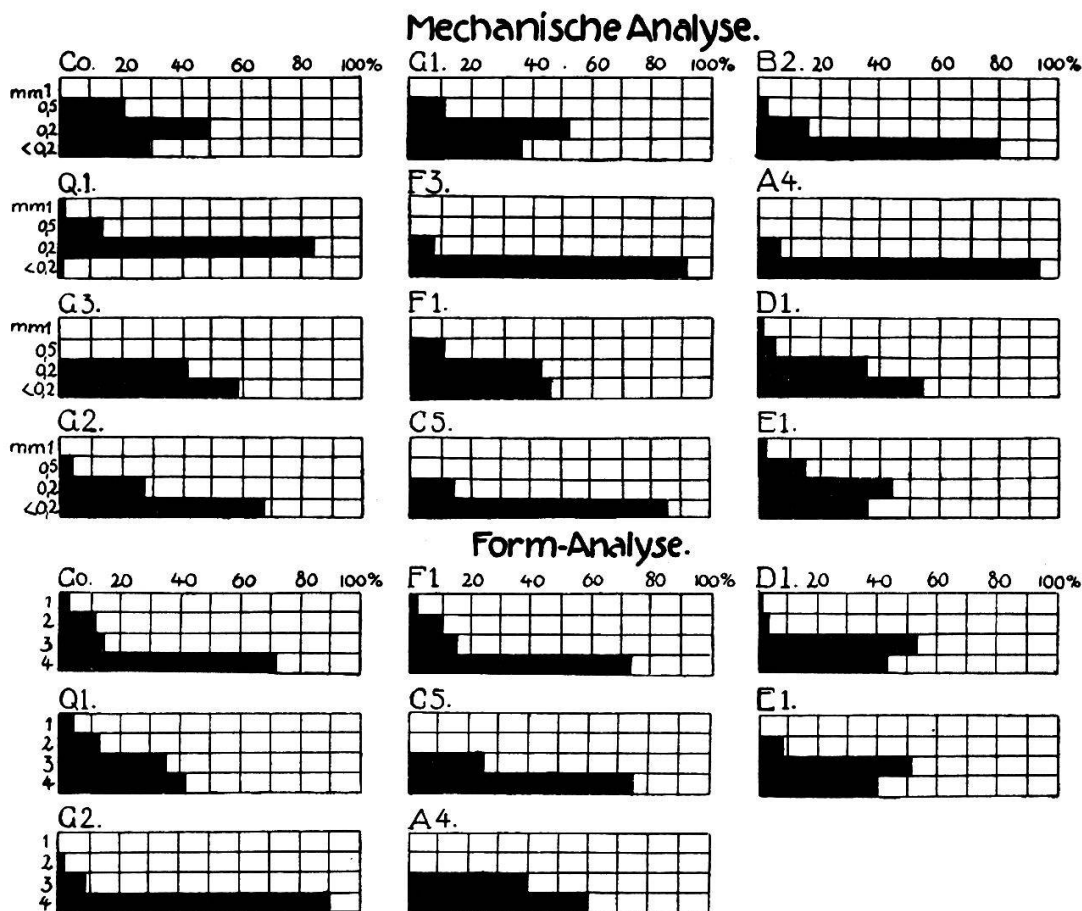 Mechanische Analyse.
Co. 20 40 60 80 100%
G1. 20 40 60 80 100%
B2. 20 40 60 80 100%
mm1
0,5
0,2
<0,2
Q.1.
F3.
A4.
mm1
0,5
0,2
<0,2
G3.
F1.
D1.
mm1
0,5
0,2
<0,2
G2.
C5.
E1.
mm1
0,5
0,2
<0,2
Form-Analyse.
Co. 20 40 60 80 100%
F1 20 40 60 80 100%
D1. 20 40 60 80 100%
1
2
3
4
Q1.
C5.
E1.
1
2
3
4
G2.
A4.
1
2
3
4